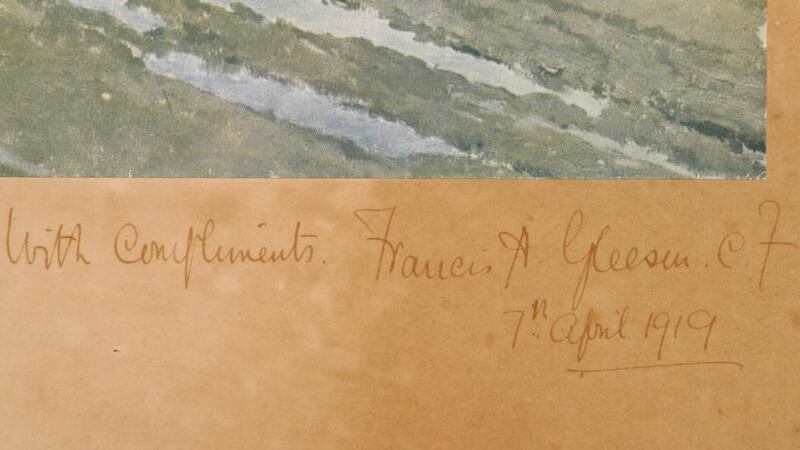 With Compliments. Francis A. Gleeson. C.F
7th April 1919